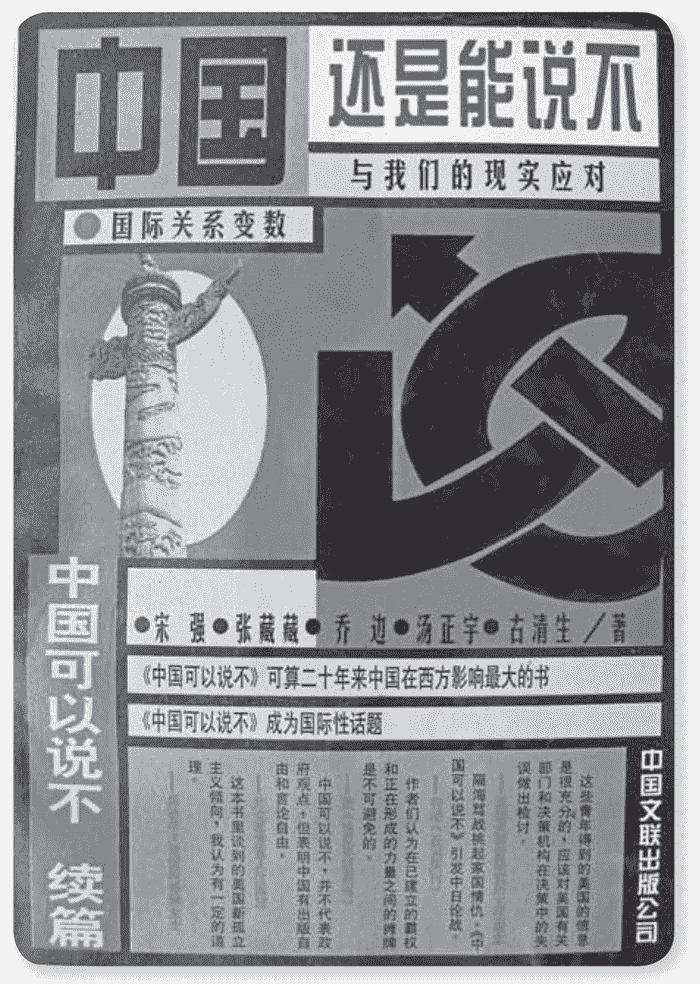 中国
还是能说不
与我们的现实应对
国际关系变数
●宋强●张藏藏●乔边●汤正宇●古清生／著
《中国可以说不》可算二十年来中国在西方影响最大的书
《中国可以说不》成为国际性话题
中国可以说不 续篇
中国文联出版公司
这些青年得到的美国的信息
是很充分的，应该对美国有关
部门和决策机构在决策中的失
误做出检讨。
隔海骂战挑起家国情仇，《中
国可以说不》引发中日论战。
作者们认为在已建立的霸权
和正在形成的力量之间的摊牌
是不可避免的。
中国可以说不，并不代表政
府观点，但表明中国有出版自
由和言论自由。
这本书里谈到的美国新孤立
主义倾向，我认为有一定的道
理。